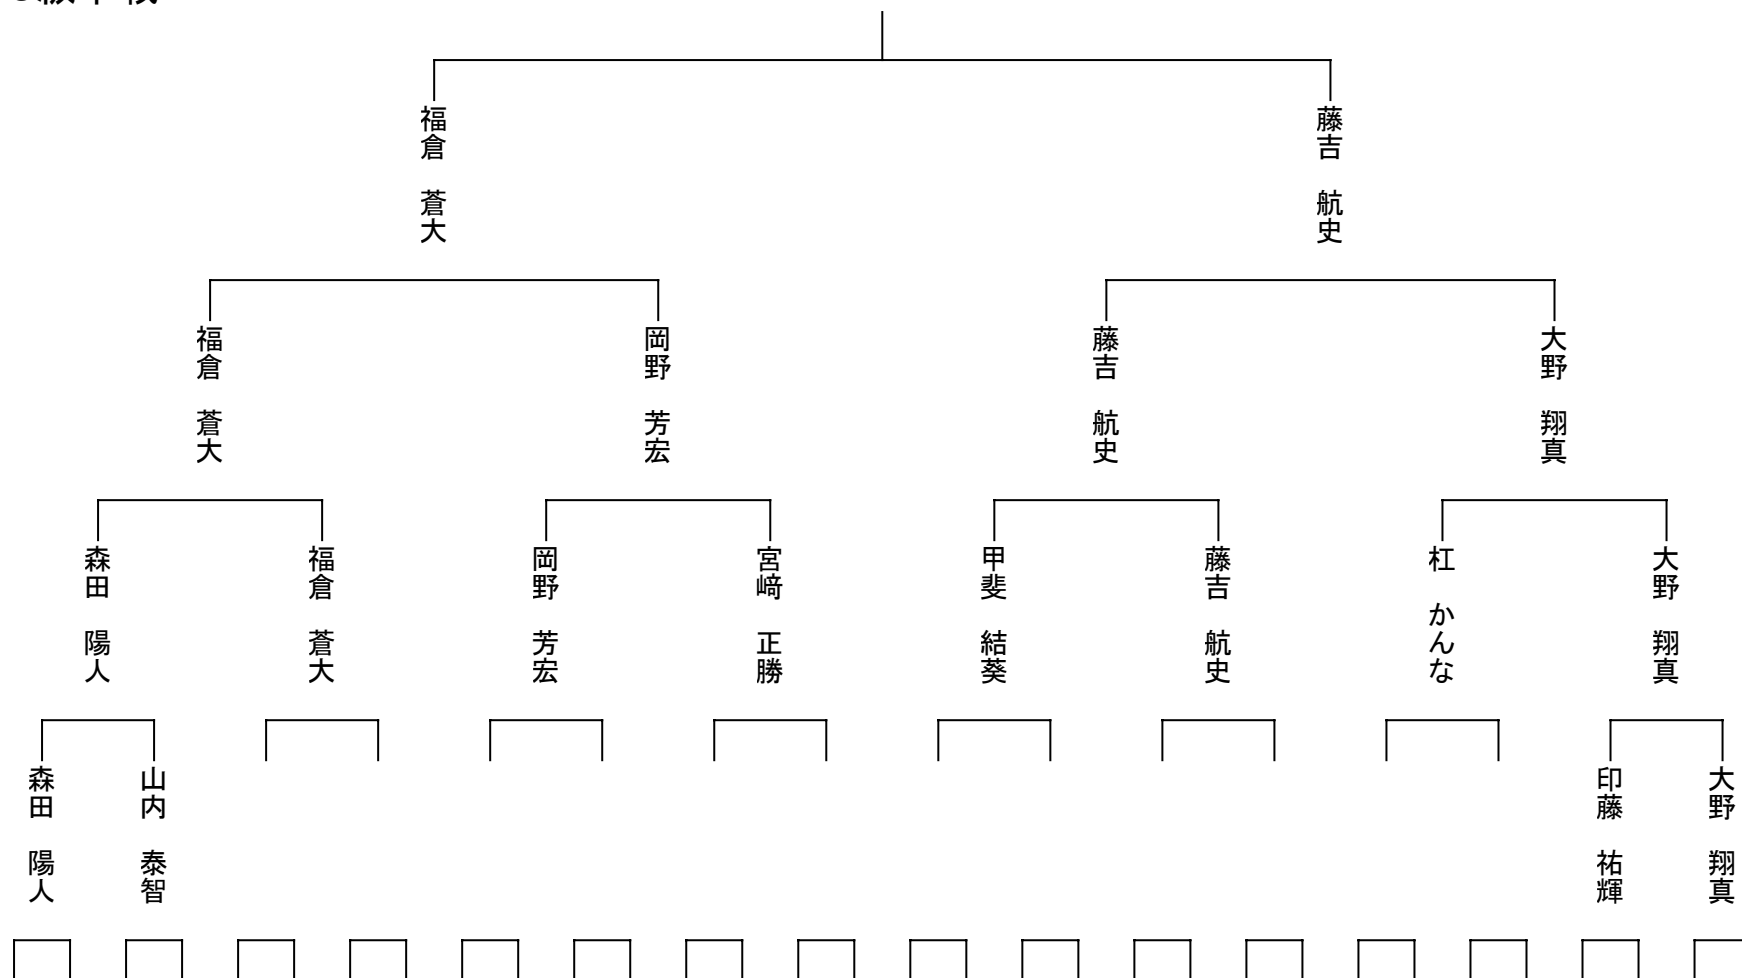 福倉 蒼大
藤吉 航史
福倉 蒼大
岡野 芳宏
藤吉 航史
大野 翔真
森田 陽人
福倉 蒼大
岡野 芳宏
宮﨑 正勝
甲斐 結葵
藤吉 航史
杠 かんな
大野 翔真
森田 陽人
山内 泰智
印藤 祐輝
大野 翔真